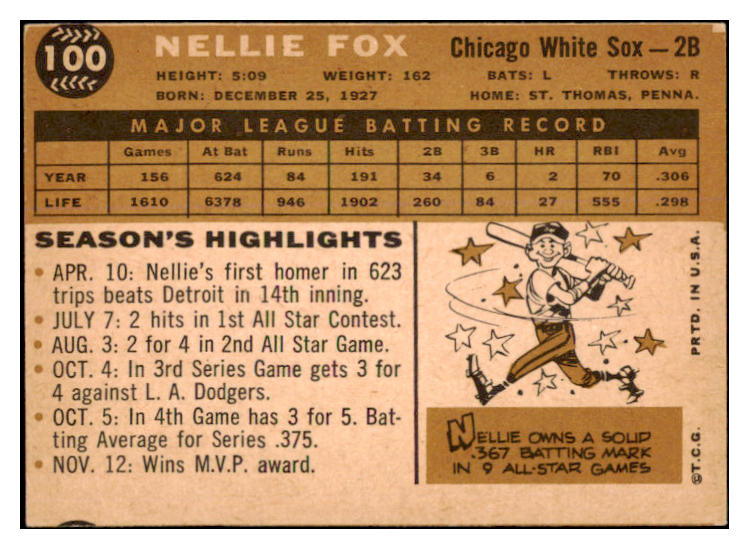 100
NELLIE FOX
Chicago White Sox — 2B
HEIGHT: 5:09 WEIGHT: 162 BATS: L THROWS: R
BORN: DECEMBER 25, 1927 HOME: ST. THOMAS, PENNA.
MAJOR LEAGUE BATTING RECORD
Games At Bat Runs Hits 2B 3B HR RBI Avg
YEAR 156 624 84 191 34 6 2 70 .306
LIFE 1610 6378 946 1902 260 84 27 555 .298
SEASON'S HIGHLIGHTS
• APR. 10: Nellie's first homer in 623
trips beats Detroit in 14th inning.
• JULY 7: 2 hits in 1st All Star Contest.
• AUG. 3: 2 for 4 in 2nd All Star Game.
• OCT. 4: In 3rd Series Game gets 3 for
4 against L. A. Dodgers.
• OCT. 5: In 4th Game has 3 for 5. Bat-
ting Average for Series .375.
• NOV. 12: Wins M.V.P. award.
NELLIE OWNS A SOLID
.367 BATTING MARK
IN 9 ALL-STAR GAMES
©T.C.G. PRTD. IN U.S.A.